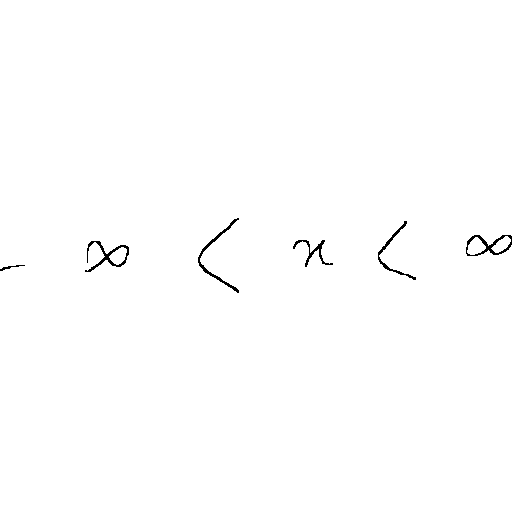 - ∞ < x < ∞